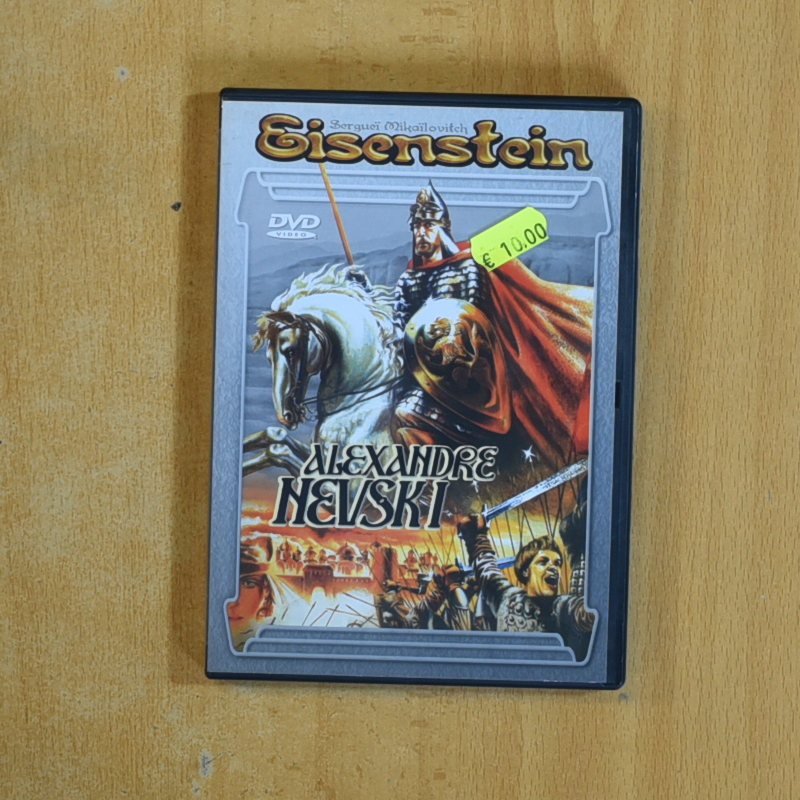 Sergueï Mikaïlovitch
Eisenstein
DVD
VIDEO
€ 10.00
ALEXANDRE
NEVSKI